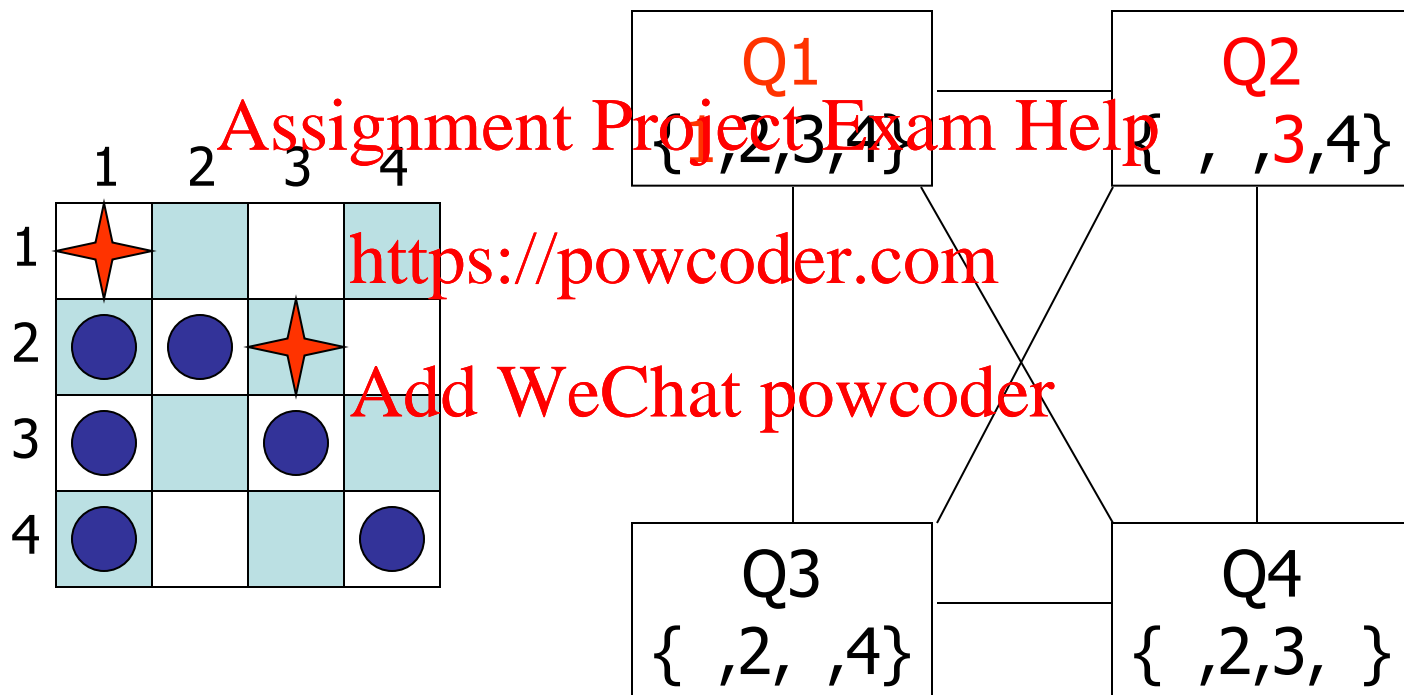 Q1 Q2
{1,2,3,4} { , ,3,4}
Assignment Project Exam Help
1 2 3 4
1
https://powcoder.com
2
Add WeChat powcoder
3
4
Q3 Q4
{ ,2, ,4} { ,2,3, }